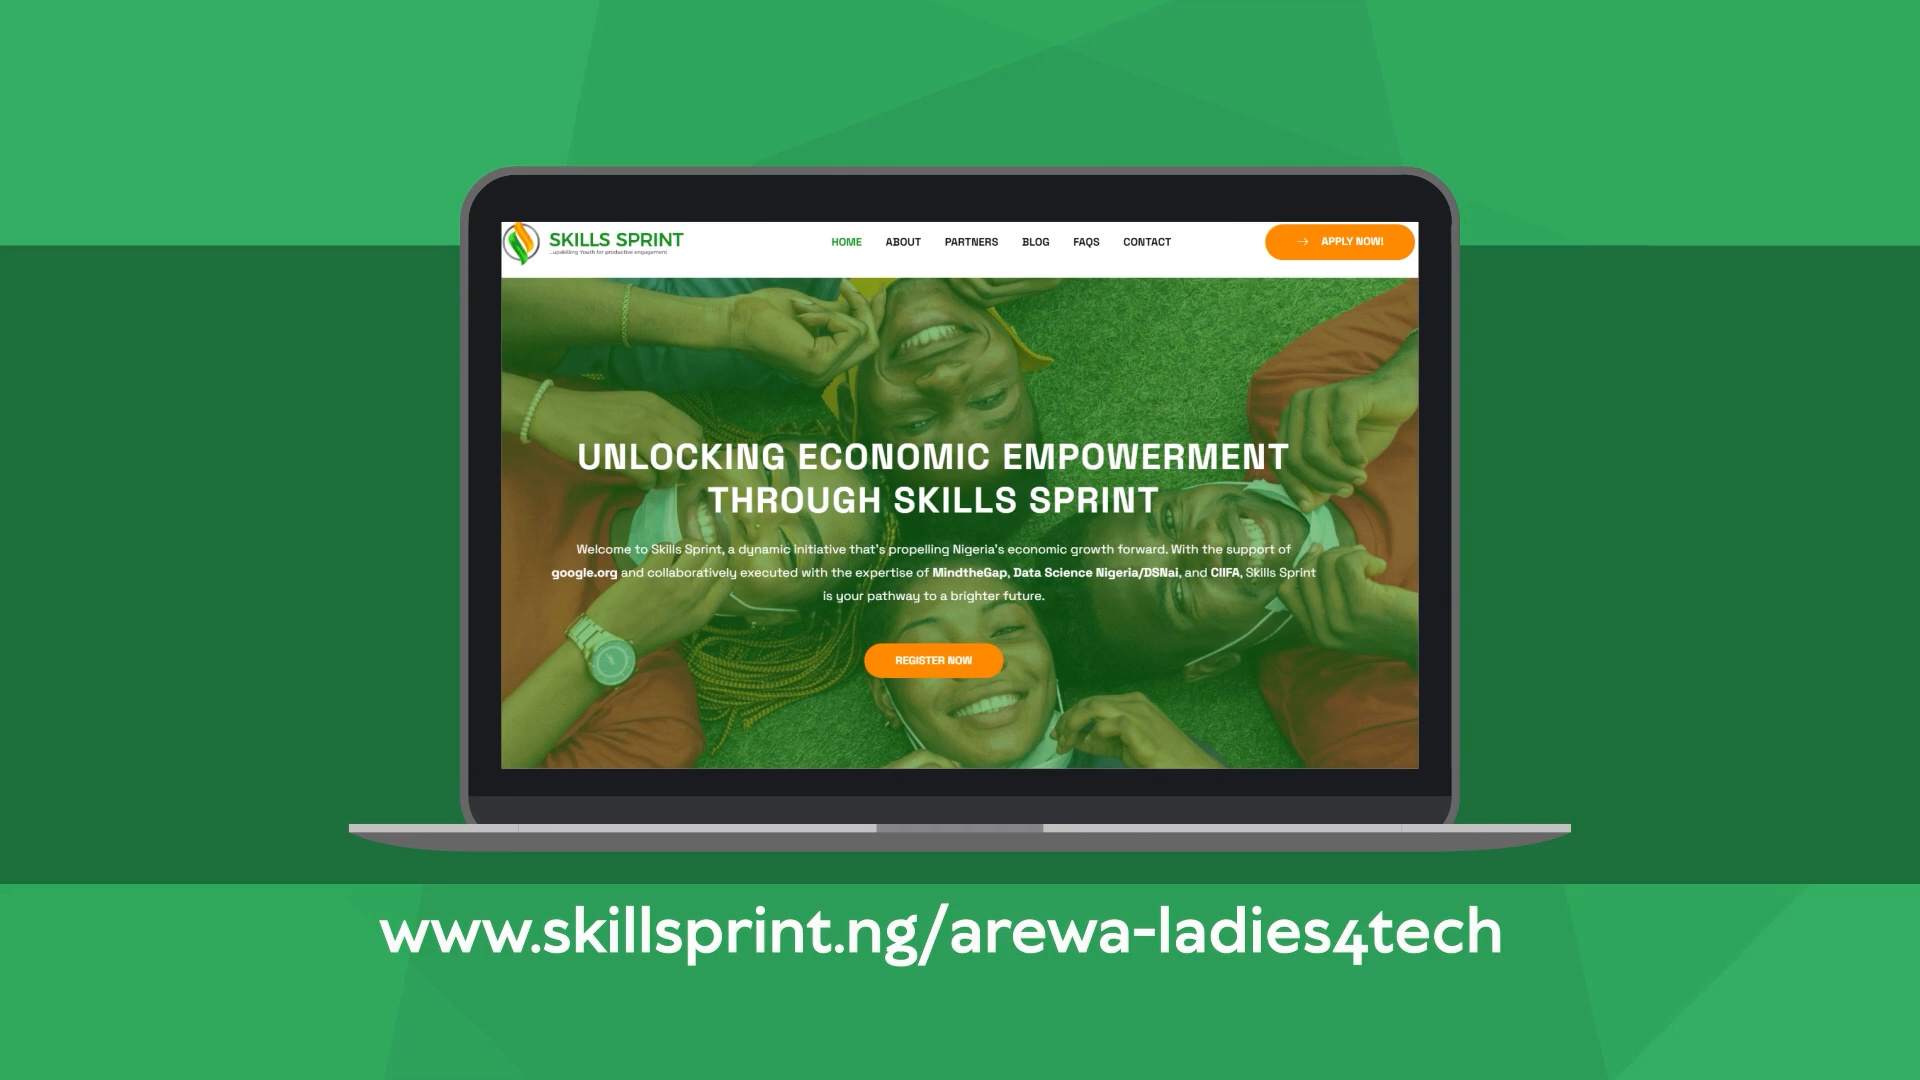 SKILLS SPRINT
...upskilling Youth for productive engagement
HOME ABOUT PARTNERS BLOG FAQS CONTACT
APPLY NOW!
UNLOCKING ECONOMIC EMPOWERMENT
THROUGH SKILLS SPRINT
Welcome to Skills Sprint, a dynamic initiative that's propelling Nigeria's economic growth forward. With the support of
google.org and collaboratively executed with the expertise of MindtheGap, Data Science Nigeria/DSNai, and CIIFA, Skills Sprint
is your pathway to a brighter future.
REGISTER NOW
www.skillsprint.ng/arewa-ladies4tech